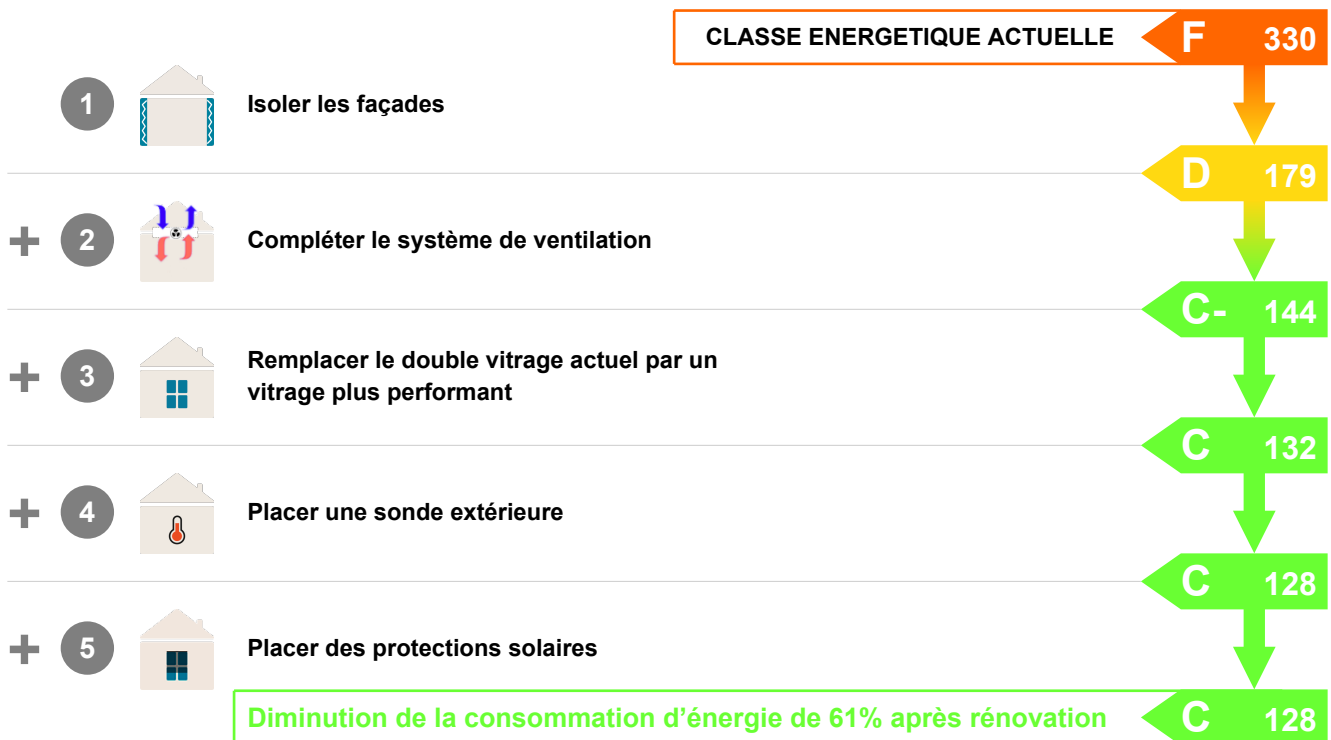 CLASSE ENERGETIQUE ACTUELLE F 330
1 Isoler les façades
D 179
+ 2 Compléter le système de ventilation
C- 144
+ 3 Remplacer le double vitrage actuel par un
vitrage plus performant
C 132
+ 4 Placer une sonde extérieure
C 128
+ 5 Placer des protections solaires
Diminution de la consommation d’énergie de 61% après rénovation C 128